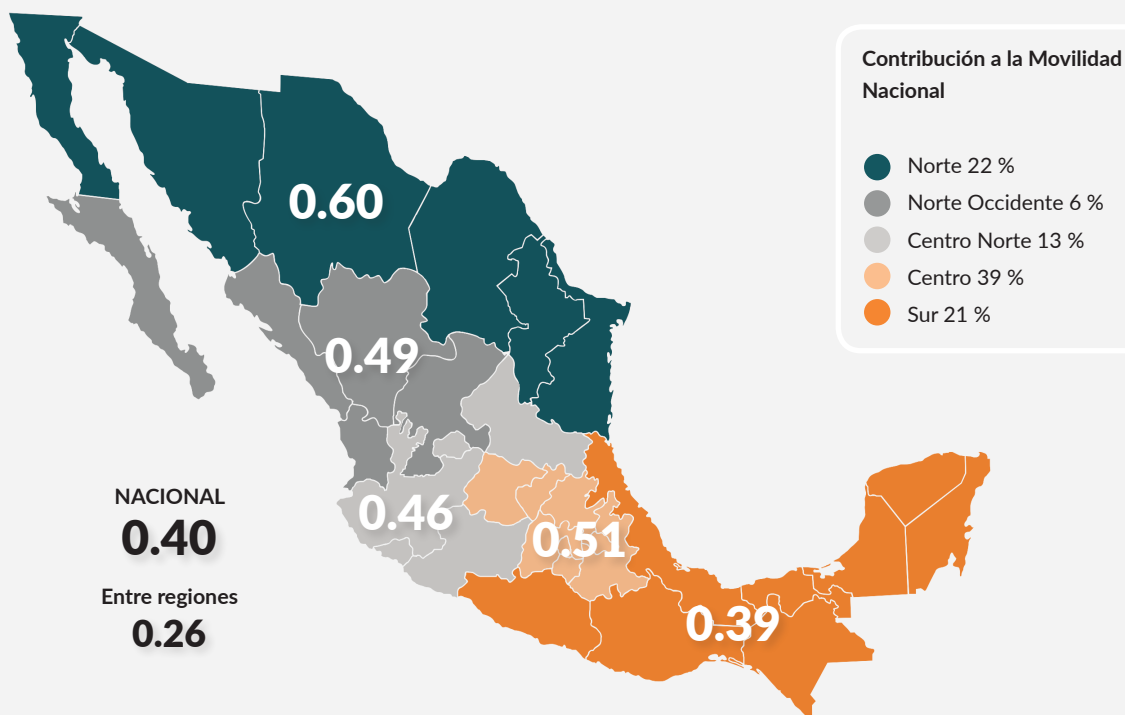 Contribución a la Movilidad
Nacional
Norte 22 %
Norte Occidente 6 %
Centro Norte 13 %
Centro 39 %
Sur 21 %
0.60
0.49
0.46
0.51
0.39
NACIONAL
0.40
Entre regiones
0.26